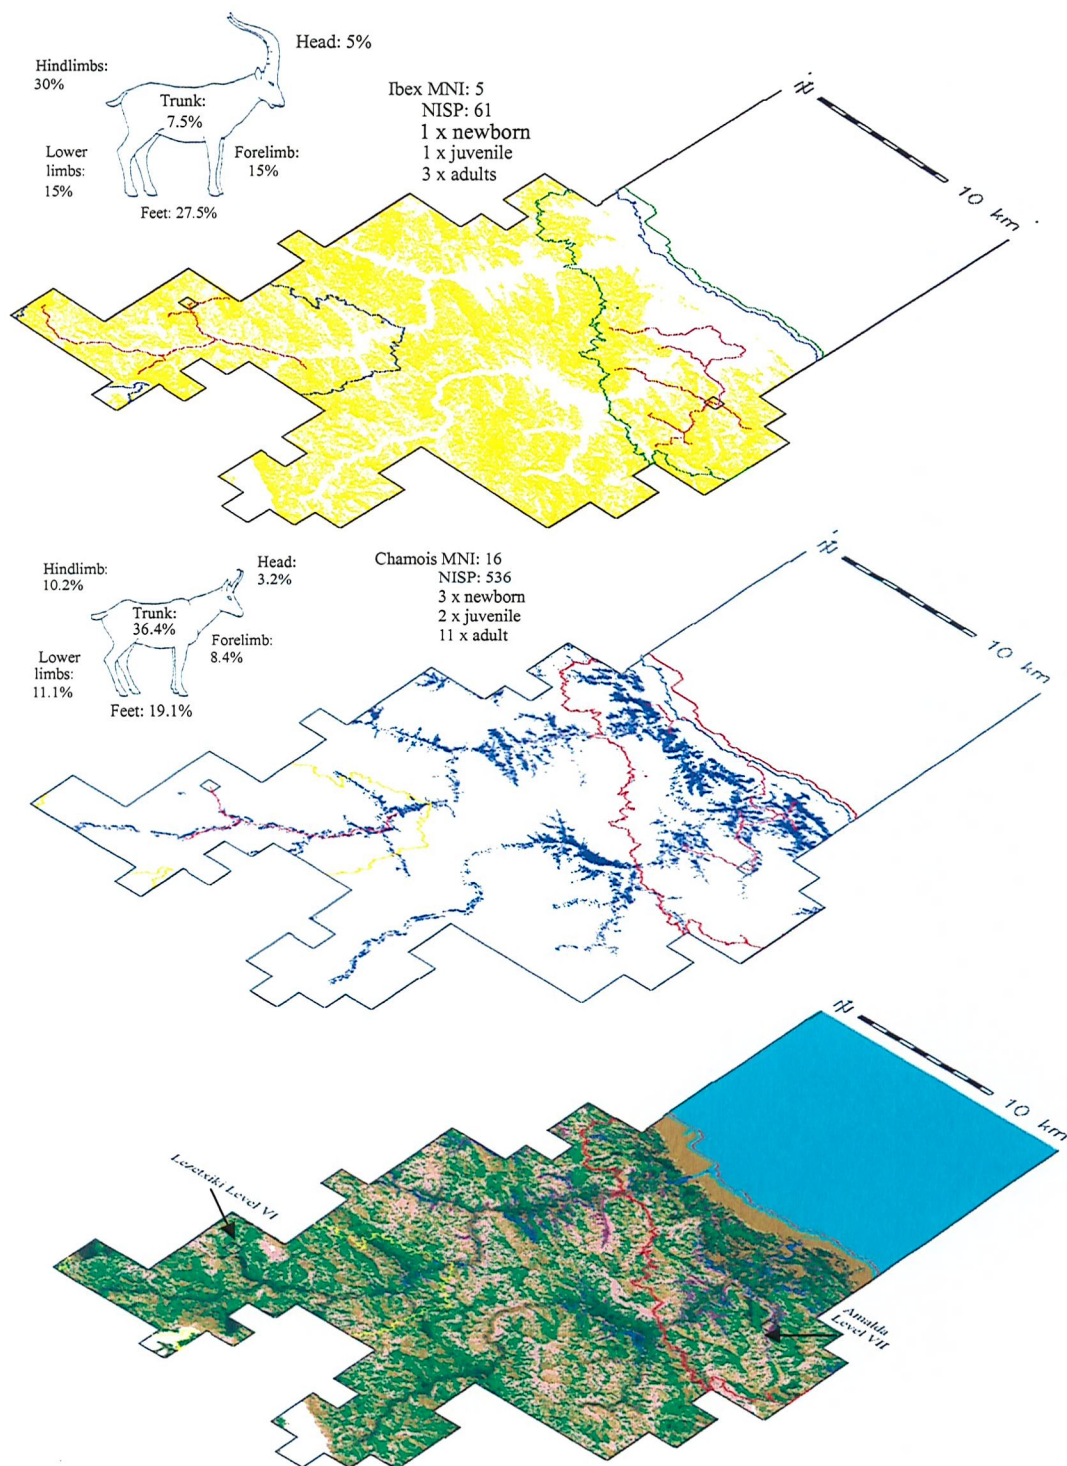 Head: 5%
Hindlimbs:
30%
Trunk:
7.5%
Lower
limbs:
15%
Forelimb:
15%
Feet: 27.5%
Ibex MNI: 5
NISP: 61
1 x newborn
1 x juvenile
3 x adults
N
10 km
Hindlimb:
10.2%
Head:
3.2%
Trunk:
36.4%
Forelimb:
8.4%
Lower
limbs:
11.1%
Feet: 19.1%
Chamois MNI: 16
NISP: 536
3 x newborn
2 x juvenile
11 x adult
N
10 km
N
10 km
Lezetxiki Level VI
Amalda
Level VII